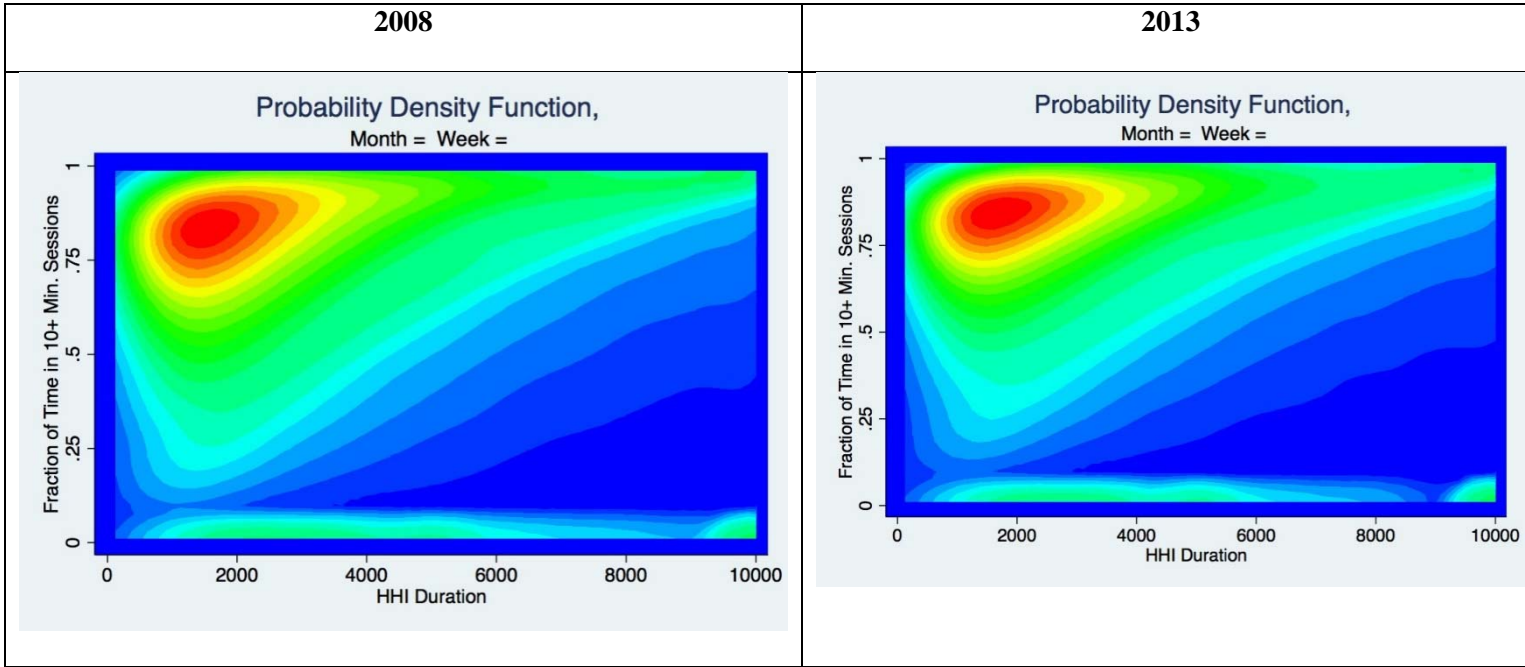 2008
2013
Probability Density Function,
Month = Week =
Fraction of Time in 10+ Min. Sessions
1
.75
.5
.25
0
0 2000 4000 6000 8000 10000
HHI Duration
Probability Density Function,
Month = Week =
Fraction of Time in 10+ Min. Sessions
1
.75
.5
.25
0
0 2000 4000 6000 8000 10000
HHI Duration